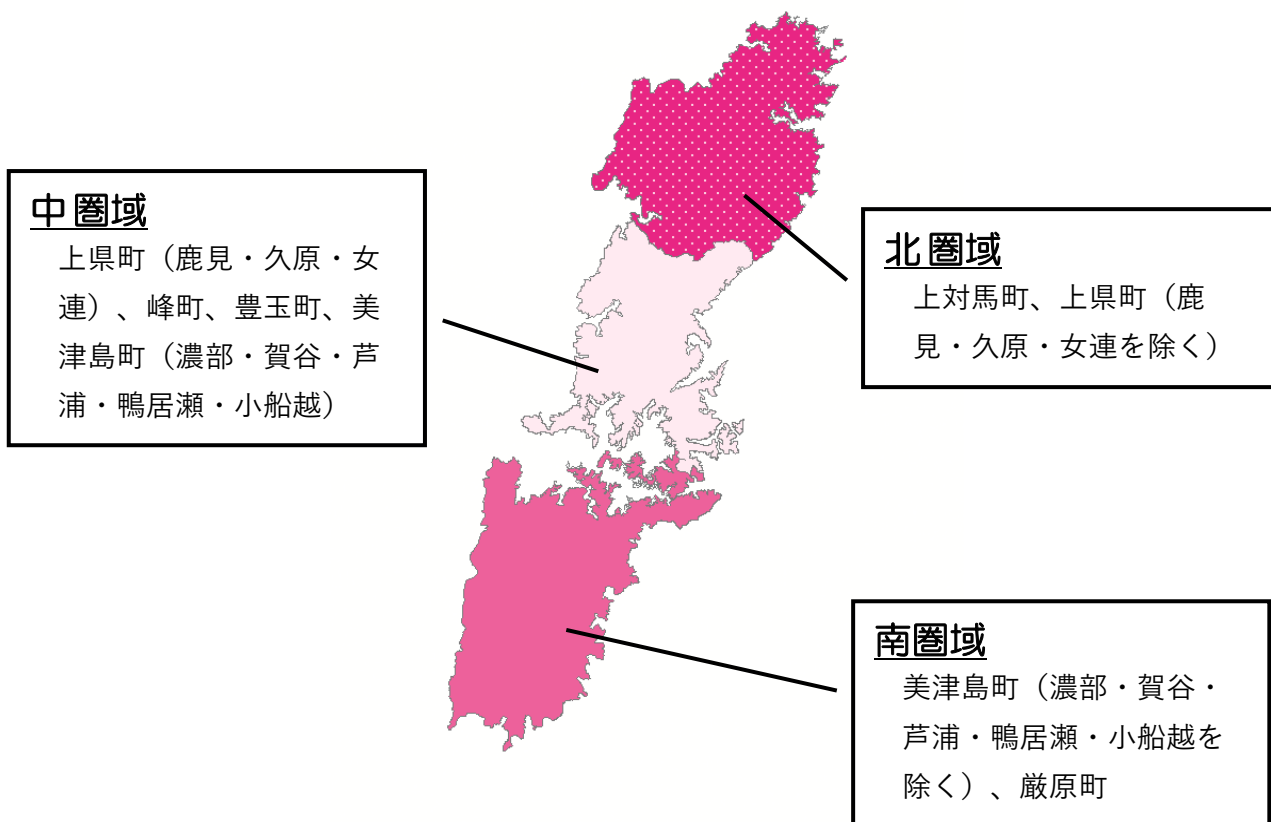 中圏域
上県町（鹿見・久原・女
連）、峰町、豊玉町、美
津島町（濃部・賀谷・芦
浦・鴨居瀬・小船越）
北圏域
上対馬町、上県町（鹿
見・久原・女連を除く）
南圏域
美津島町（濃部・賀谷・
芦浦・鴨居瀬・小船越を
除く）、厳原町